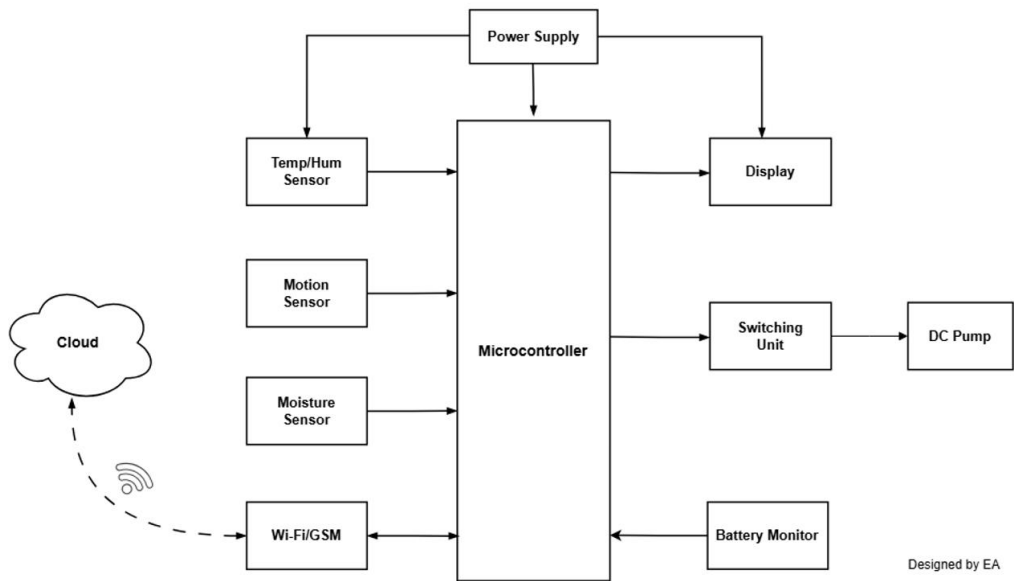 Power Supply
Temp/Hum
Sensor
Display
Motion
Sensor
Cloud
Microcontroller
Switching
Unit
DC Pump
Moisture
Sensor
Wi-Fi/GSM
Battery Monitor
Designed by EA